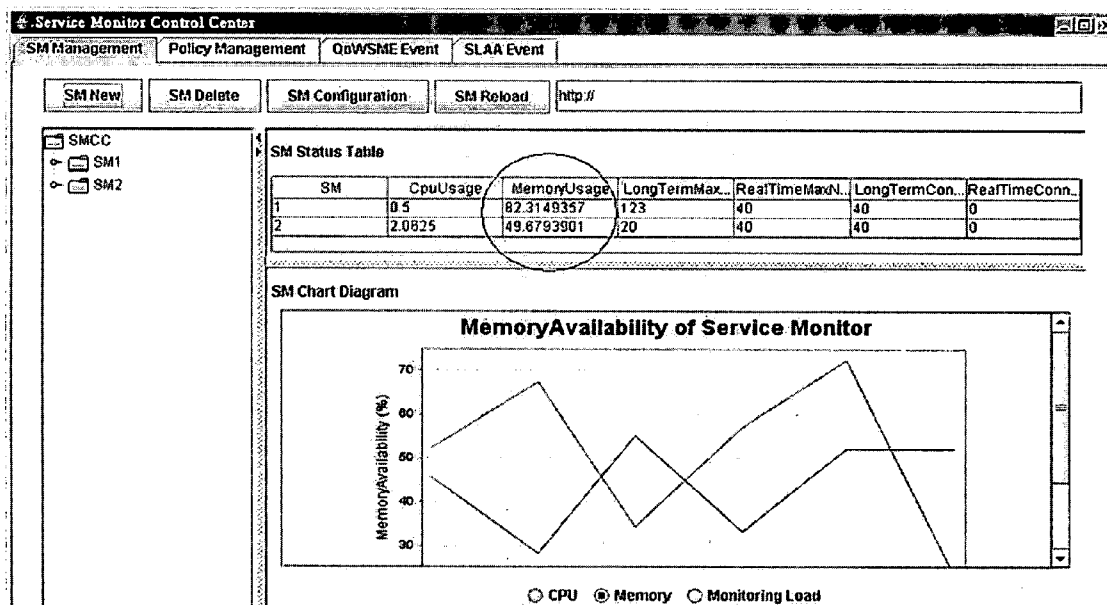 Service Monitor Control Center
SM Management Policy Management QoWSME Event SLAA Event
SM New SM Delete SM Configuration SM Reload http://
SMCC
SM1
SM2
SM Status Table
SM CpuUsage MemoryUsage LongTermMax... RealTimeMaxN... LongTermCon... RealTimeConn...
1 0.5 82.3149357 123 40 40 0
2 2.0625 49.6793901 20 40 40 0
SM Chart Diagram
MemoryAvailability of Service Monitor
MemoryAvailability (%)
70
60
50
40
30
CPU Memory Monitoring Load